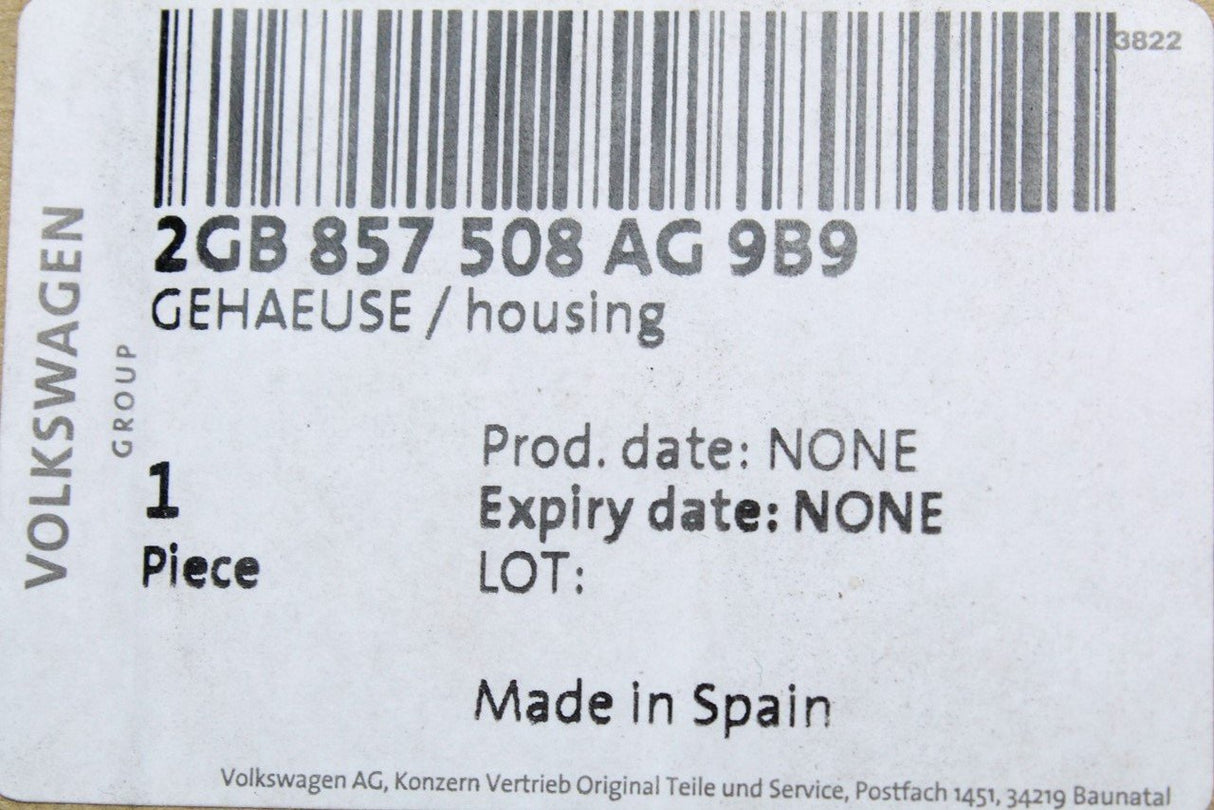 3822
2GB 857 508 AG 9B9
GEHAEUSE / housing
VOLKSWAGEN
GROUP
1
Piece
Prod. date: NONE
Expiry date: NONE
LOT:
Made in Spain
Volkswagen AG, Konzern Vertrieb Original Teile und Service, Postfach 1451, 34219 Baunatal